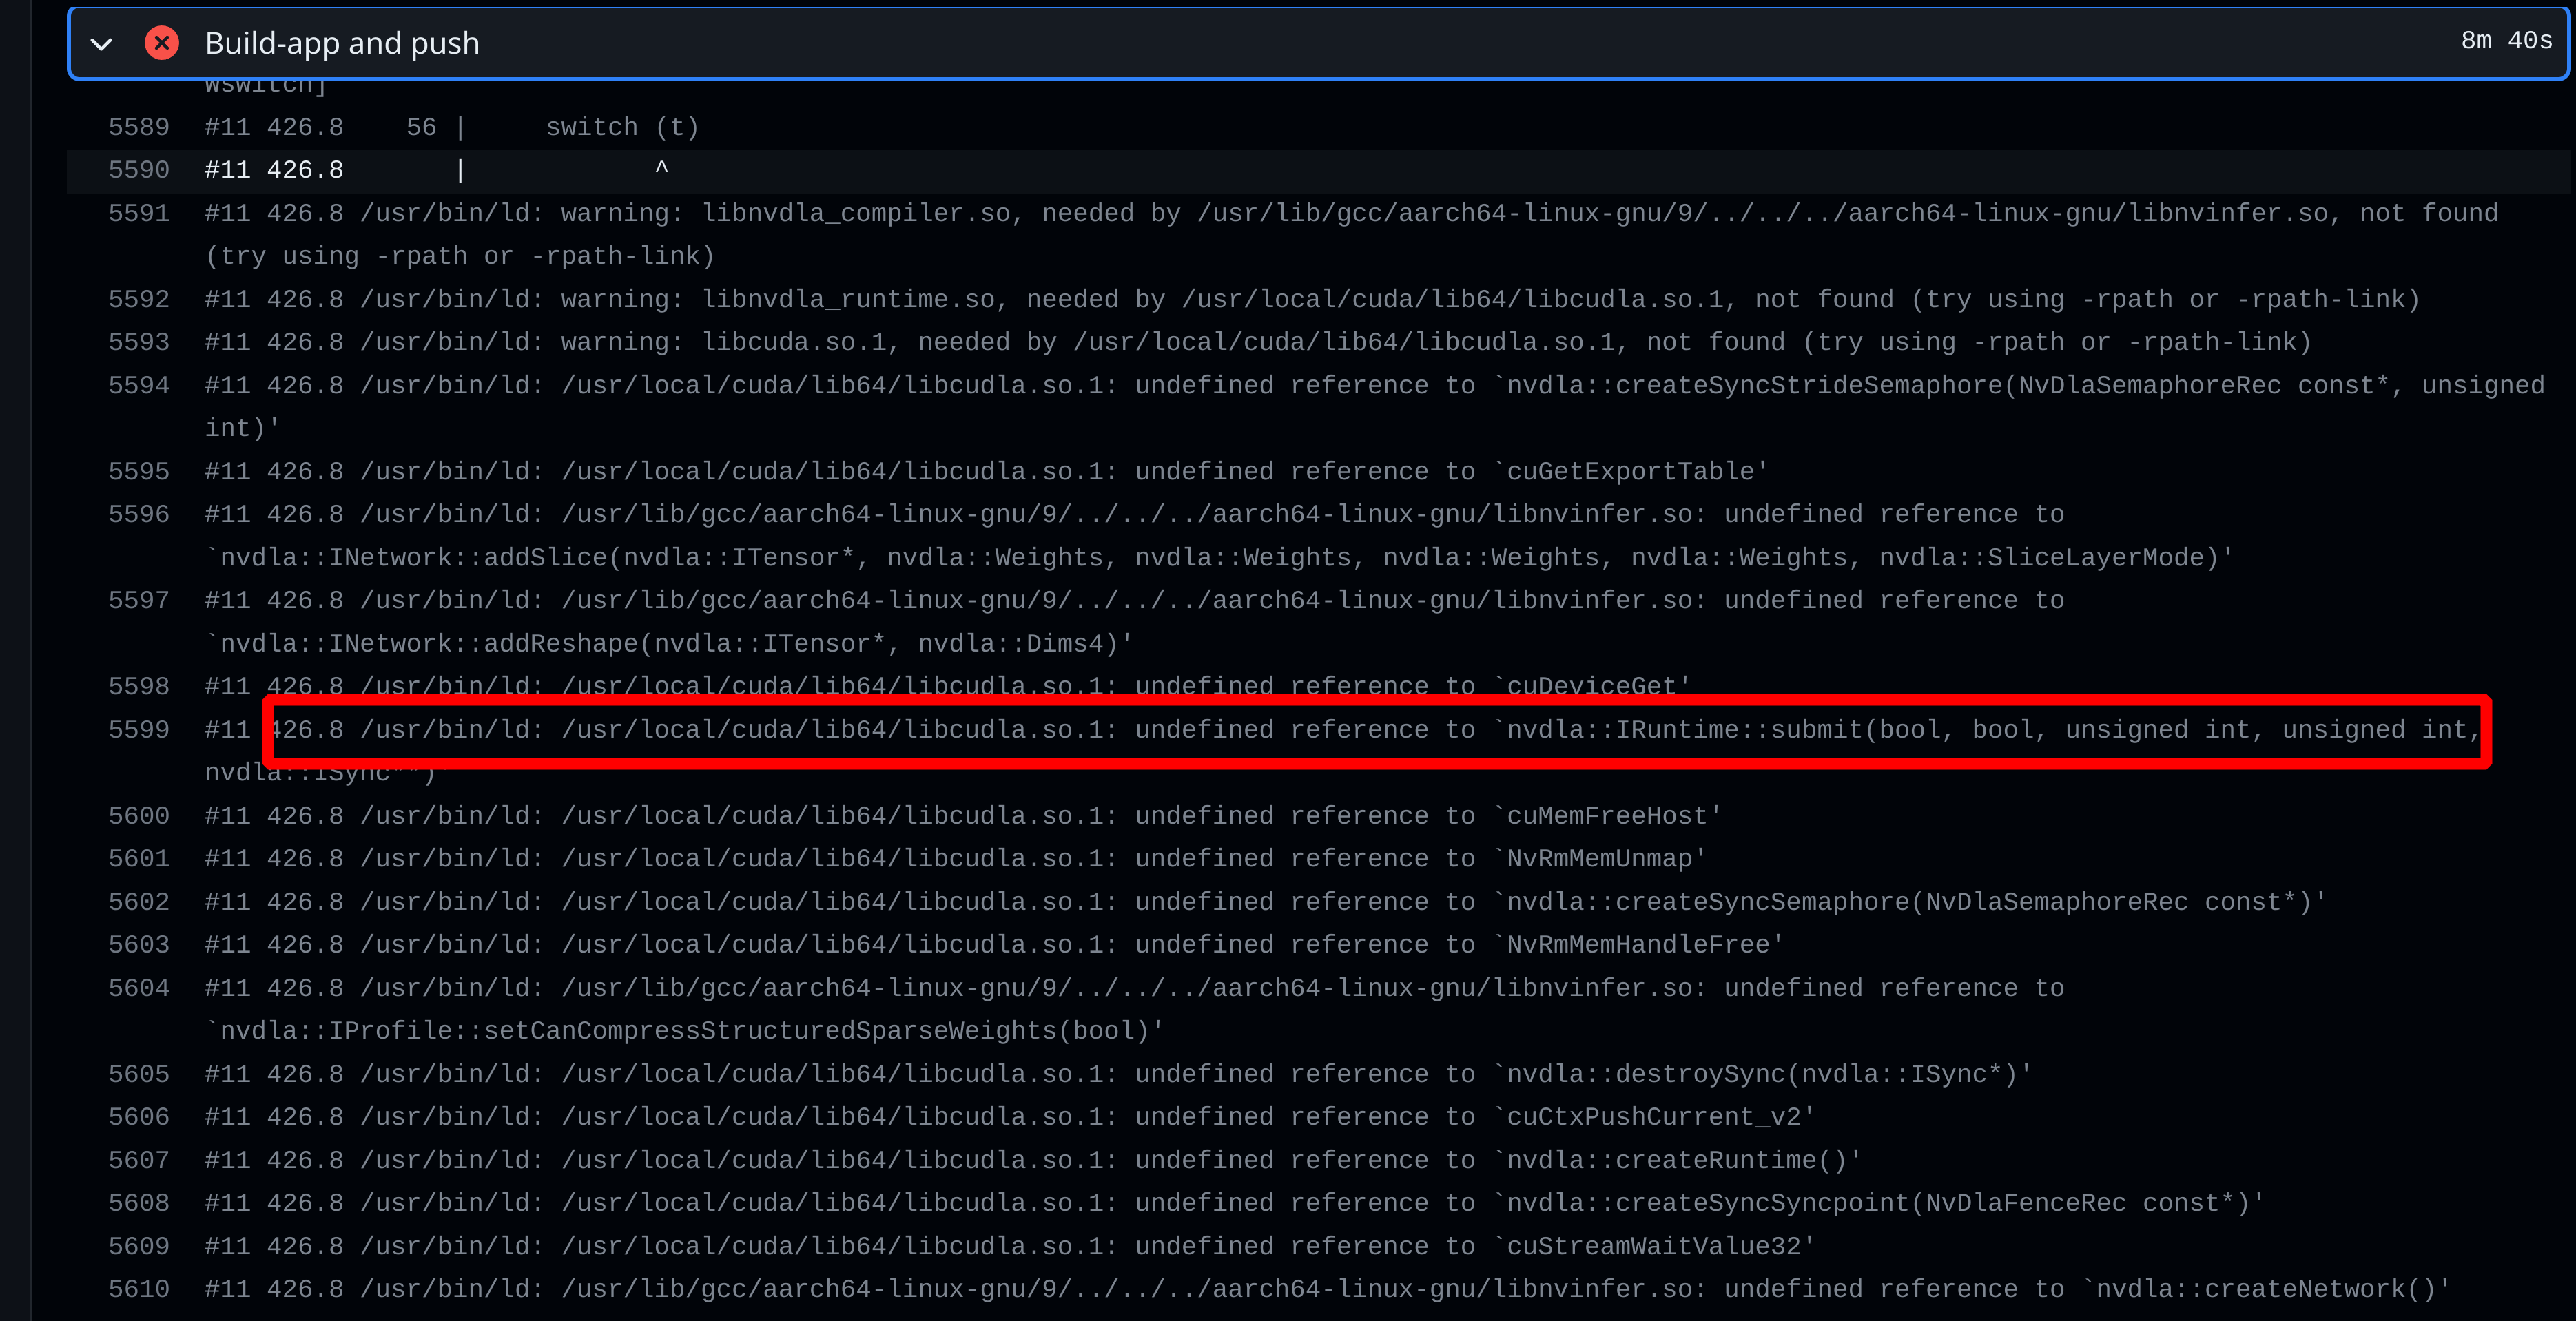 Build-app and push 8m 40s
wswitch]
5589 #11 426.8    56 |     switch (t)
5590 #11 426.8       |            ^
5591 #11 426.8 /usr/bin/ld: warning: libnvdla_compiler.so, needed by /usr/lib/gcc/aarch64-linux-gnu/9/../../../aarch64-linux-gnu/libnvinfer.so, not found
(try using -rpath or -rpath-link)
5592 #11 426.8 /usr/bin/ld: warning: libnvdla_runtime.so, needed by /usr/local/cuda/lib64/libcudla.so.1, not found (try using -rpath or -rpath-link)
5593 #11 426.8 /usr/bin/ld: warning: libcuda.so.1, needed by /usr/local/cuda/lib64/libcudla.so.1, not found (try using -rpath or -rpath-link)
5594 #11 426.8 /usr/bin/ld: /usr/local/cuda/lib64/libcudla.so.1: undefined reference to `nvdla::createSyncStrideSemaphore(NvDlaSemaphoreRec const*, unsigned
int)'
5595 #11 426.8 /usr/bin/ld: /usr/local/cuda/lib64/libcudla.so.1: undefined reference to `cuGetExportTable'
5596 #11 426.8 /usr/bin/ld: /usr/lib/gcc/aarch64-linux-gnu/9/../../../aarch64-linux-gnu/libnvinfer.so: undefined reference to
`nvdla::INetwork::addSlice(nvdla::ITensor*, nvdla::Weights, nvdla::Weights, nvdla::Weights, nvdla::Weights, nvdla::SliceLayerMode)'
5597 #11 426.8 /usr/bin/ld: /usr/lib/gcc/aarch64-linux-gnu/9/../../../aarch64-linux-gnu/libnvinfer.so: undefined reference to
`nvdla::INetwork::addReshape(nvdla::ITensor*, nvdla::Dims4)'
5598 #11 426.8 /usr/bin/ld: /usr/local/cuda/lib64/libcudla.so.1: undefined reference to `cuDeviceGet'
5599 #11 426.8 /usr/bin/ld: /usr/local/cuda/lib64/libcudla.so.1: undefined reference to `nvdla::IRuntime::submit(bool, bool, unsigned int, unsigned int,
nvdla::ISync**)
5600 #11 426.8 /usr/bin/ld: /usr/local/cuda/lib64/libcudla.so.1: undefined reference to `cuMemFreeHost'
5601 #11 426.8 /usr/bin/ld: /usr/local/cuda/lib64/libcudla.so.1: undefined reference to `NvRmMemUnmap'
5602 #11 426.8 /usr/bin/ld: /usr/local/cuda/lib64/libcudla.so.1: undefined reference to `nvdla::createSyncSemaphore(NvDlaSemaphoreRec const*)'
5603 #11 426.8 /usr/bin/ld: /usr/local/cuda/lib64/libcudla.so.1: undefined reference to `NvRmMemHandleFree'
5604 #11 426.8 /usr/bin/ld: /usr/lib/gcc/aarch64-linux-gnu/9/../../../aarch64-linux-gnu/libnvinfer.so: undefined reference to
`nvdla::IProfile::setCanCompressStructuredSparseWeights(bool)'
5605 #11 426.8 /usr/bin/ld: /usr/local/cuda/lib64/libcudla.so.1: undefined reference to `nvdla::destroySync(nvdla::ISync*)'
5606 #11 426.8 /usr/bin/ld: /usr/local/cuda/lib64/libcudla.so.1: undefined reference to `cuCtxPushCurrent_v2'
5607 #11 426.8 /usr/bin/ld: /usr/local/cuda/lib64/libcudla.so.1: undefined reference to `nvdla::createRuntime()'
5608 #11 426.8 /usr/bin/ld: /usr/local/cuda/lib64/libcudla.so.1: undefined reference to `nvdla::createSyncSyncpoint(NvDlaFenceRec const*)'
5609 #11 426.8 /usr/bin/ld: /usr/local/cuda/lib64/libcudla.so.1: undefined reference to `cuStreamWaitValue32'
5610 #11 426.8 /usr/bin/ld: /usr/lib/gcc/aarch64-linux-gnu/9/../../../aarch64-linux-gnu/libnvinfer.so: undefined reference to `nvdla::createNetwork()'